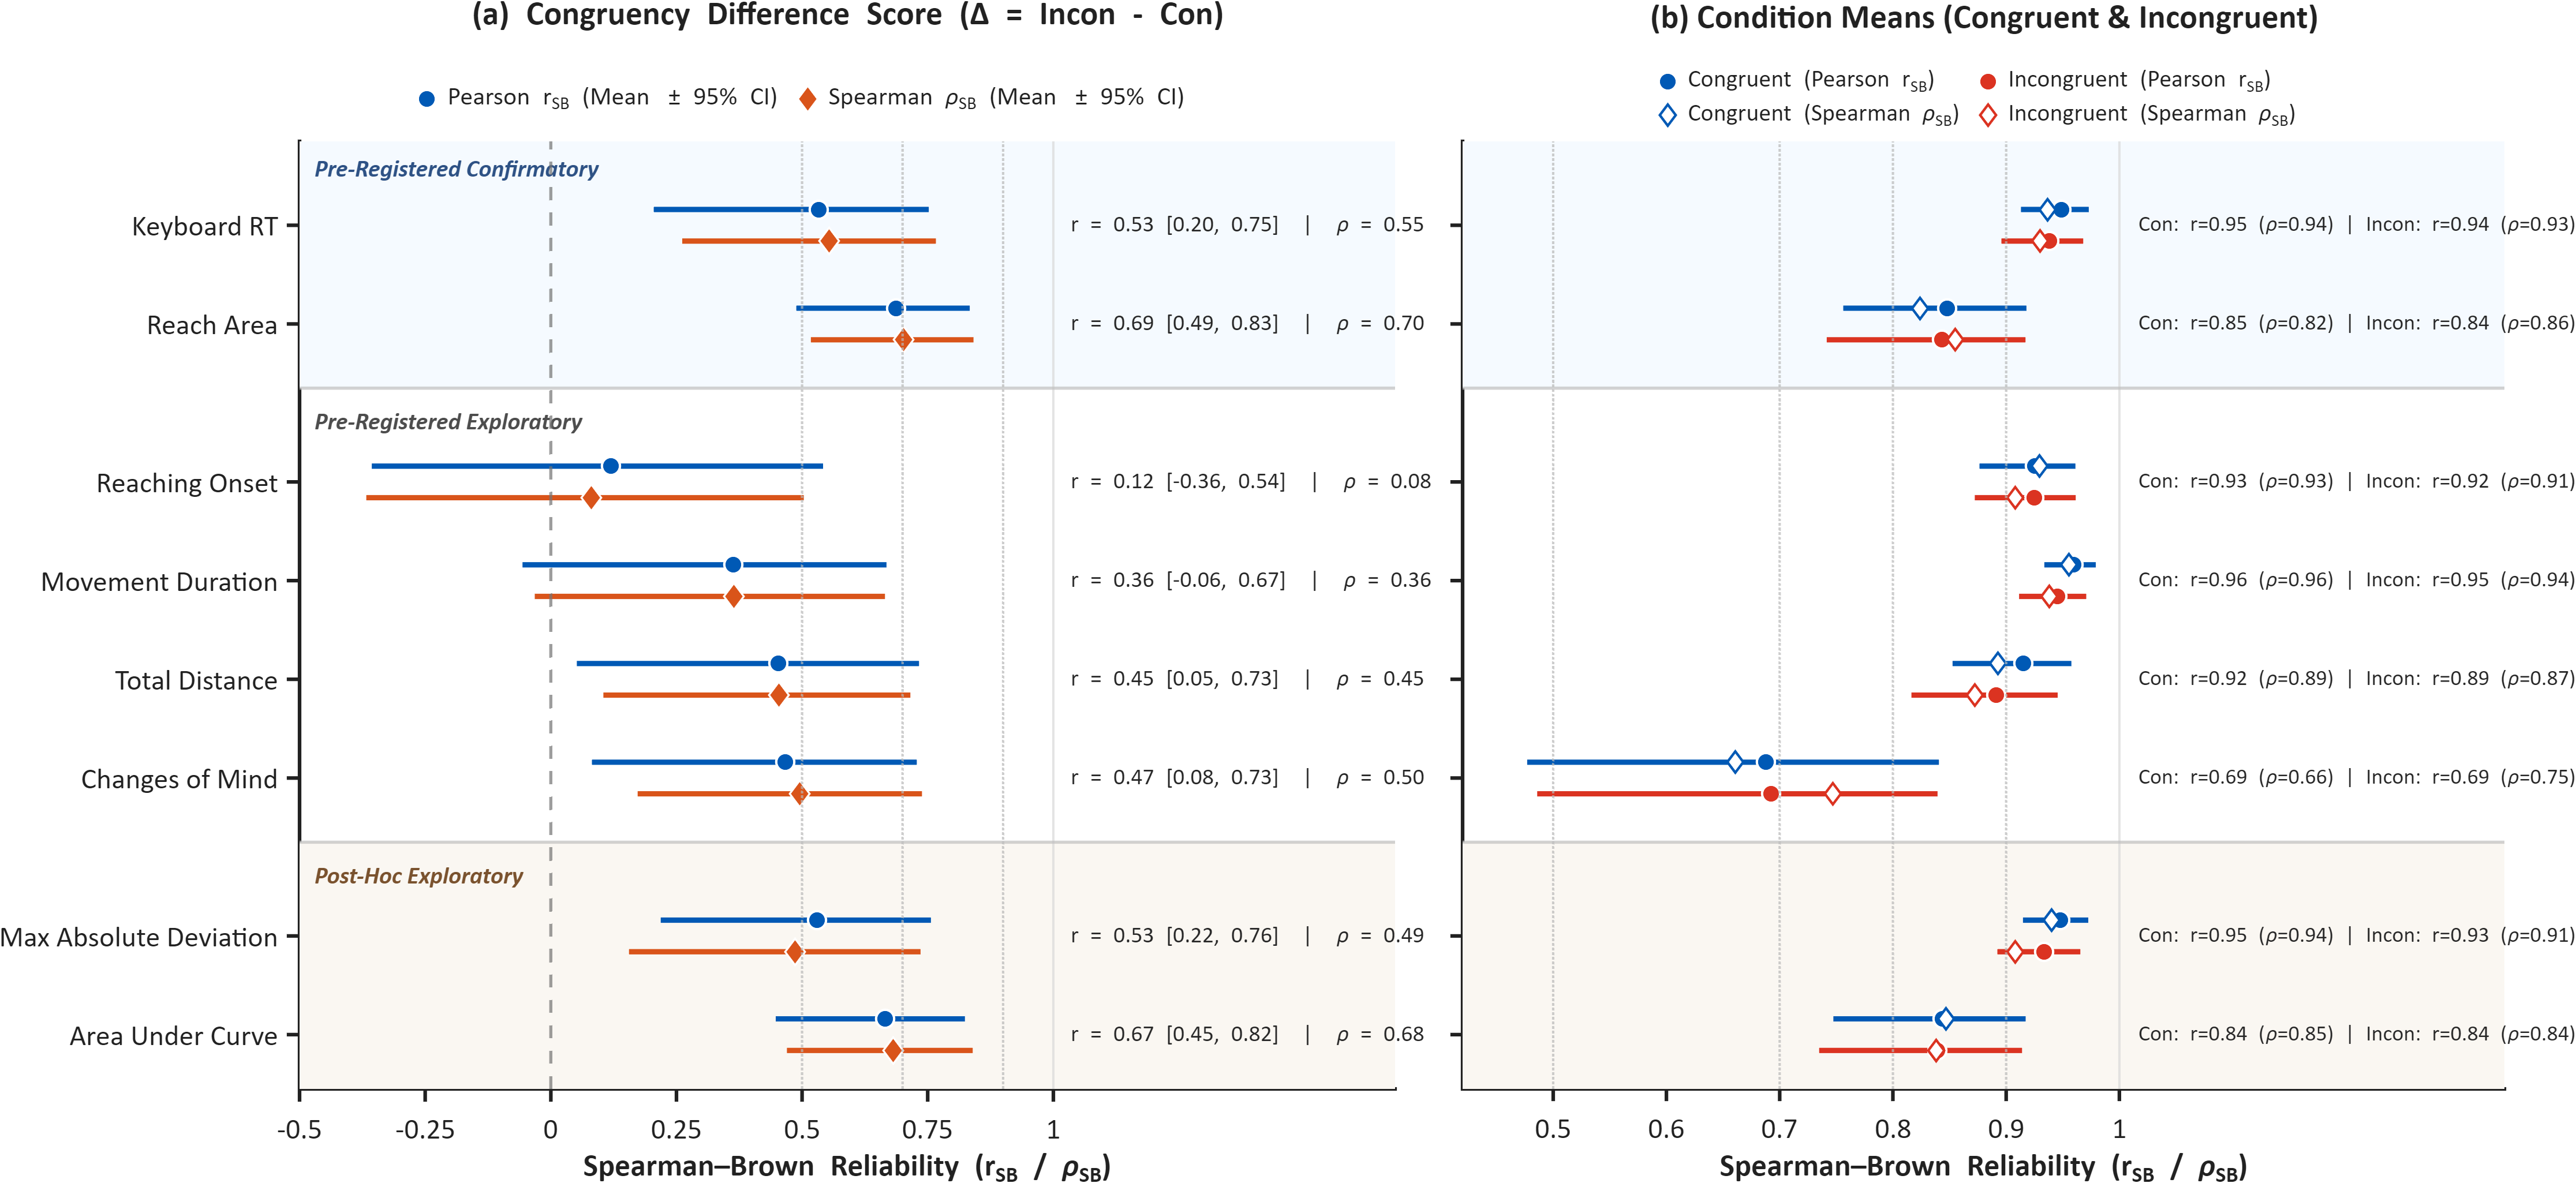 (a) Congruency Difference Score (Δ = Incon - Con)
Pearson rSB (Mean ± 95% CI)
Spearman ρSB (Mean ± 95% CI)
Pre-Registered Confirmatory
Keyboard RT
r = 0.53 [0.20, 0.75] | ρ = 0.55
Reach Area
r = 0.69 [0.49, 0.83] | ρ = 0.70
Pre-Registered Exploratory
Reaching Onset
r = 0.12 [-0.36, 0.54] | ρ = 0.08
Movement Duration
r = 0.36 [-0.06, 0.67] | ρ = 0.36
Total Distance
r = 0.45 [0.05, 0.73] | ρ = 0.45
Changes of Mind
r = 0.47 [0.08, 0.73] | ρ = 0.50
Post-Hoc Exploratory
Max Absolute Deviation
r = 0.53 [0.22, 0.76] | ρ = 0.49
Area Under Curve
r = 0.67 [0.45, 0.82] | ρ = 0.68
-0.5 -0.25 0 0.25 0.5 0.75 1
Spearman–Brown Reliability (rSB / ρSB)
(b) Condition Means (Congruent & Incongruent)
Congruent (Pearson rSB)
Incongruent (Pearson rSB)
Congruent (Spearman ρSB)
Incongruent (Spearman ρSB)
Con: r=0.95 (ρ=0.94) | Incon: r=0.94 (ρ=0.93)
Con: r=0.85 (ρ=0.82) | Incon: r=0.84 (ρ=0.86)
Con: r=0.93 (ρ=0.93) | Incon: r=0.92 (ρ=0.91)
Con: r=0.96 (ρ=0.96) | Incon: r=0.95 (ρ=0.94)
Con: r=0.92 (ρ=0.89) | Incon: r=0.89 (ρ=0.87)
Con: r=0.69 (ρ=0.66) | Incon: r=0.69 (ρ=0.75)
Con: r=0.95 (ρ=0.94) | Incon: r=0.93 (ρ=0.91)
Con: r=0.84 (ρ=0.85) | Incon: r=0.84 (ρ=0.84)
0.5 0.6 0.7 0.8 0.9 1
Spearman–Brown Reliability (rSB / ρSB)